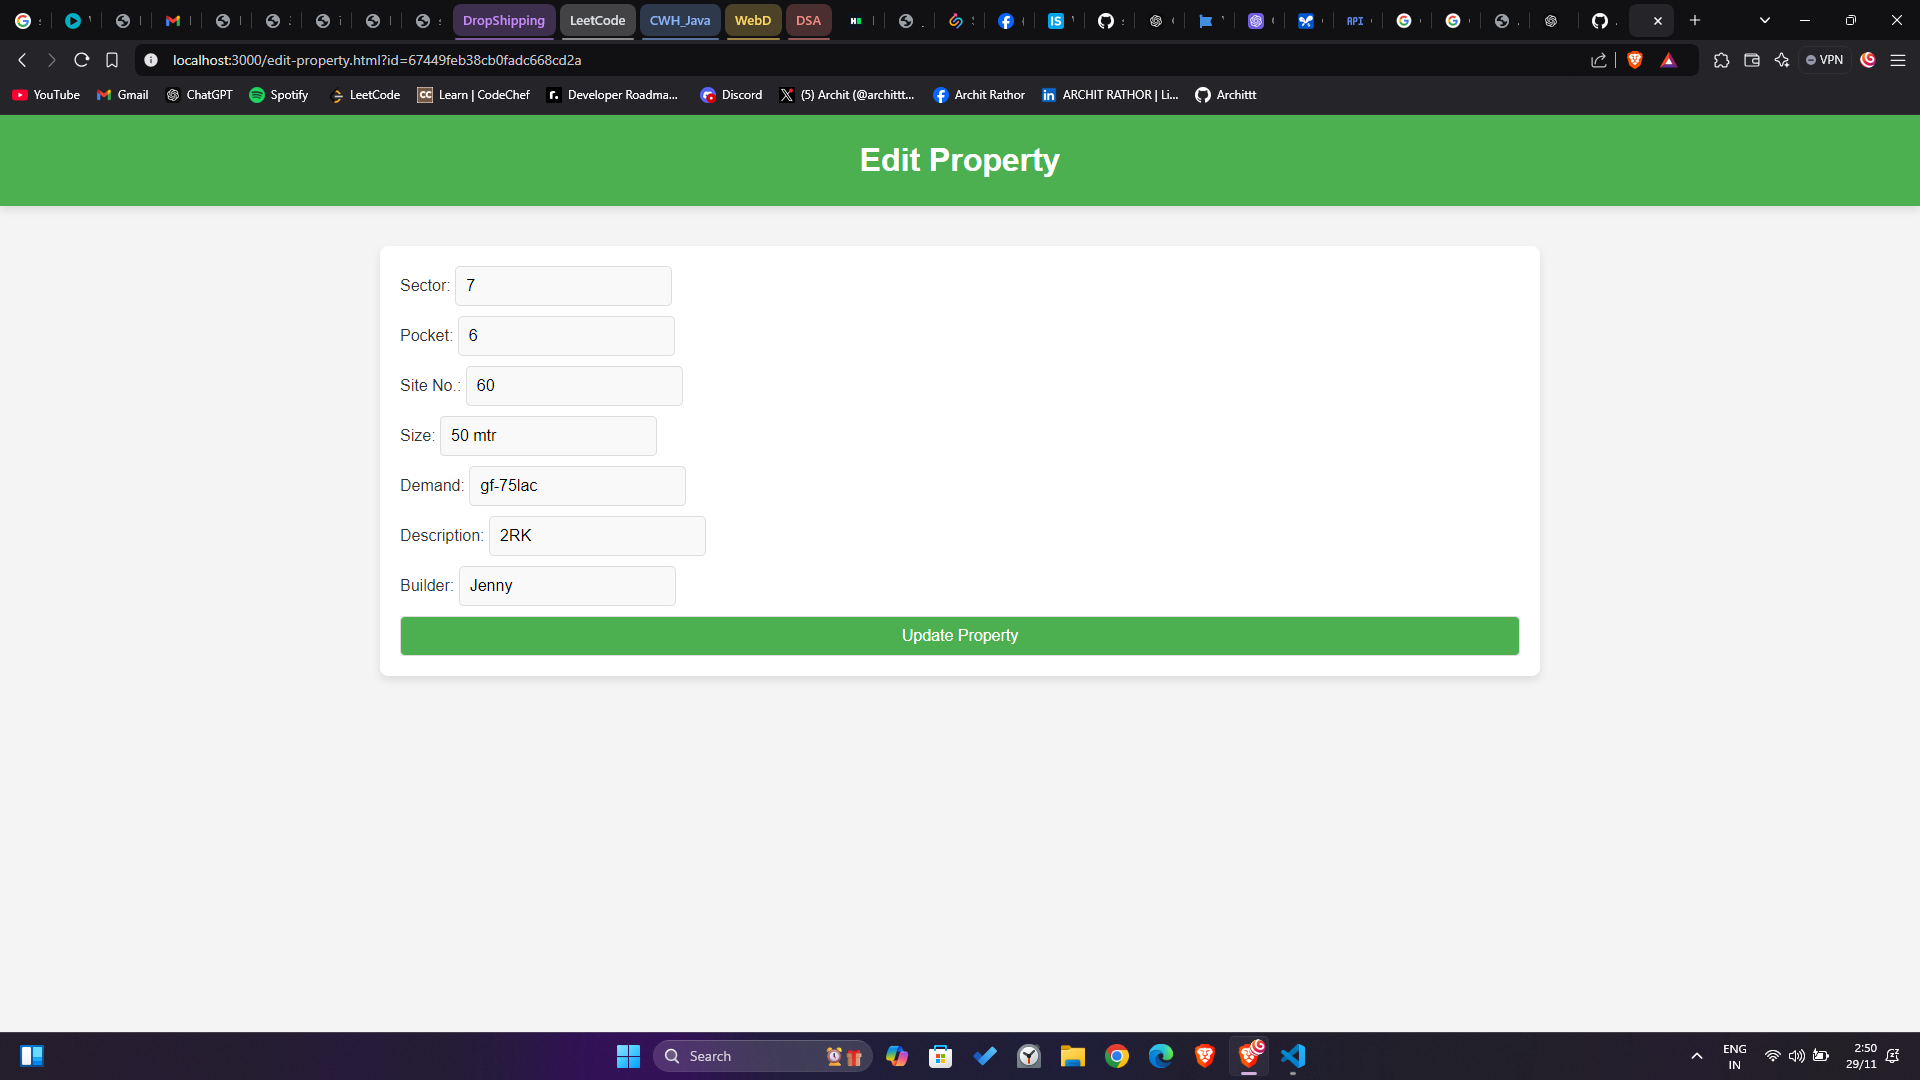 DropShipping LeetCode CWH_Java WebD DSA
localhost:3000/edit-property.html?id=67449feb38cb0fadc668cd2a VPN
YouTube Gmail ChatGPT Spotify LeetCode Learn | CodeChef Developer Roadma... Discord (5) Archit (@archittt... Archit Rathor ARCHIT RATHOR | Li... Archittt
Edit Property
Sector: 7
Pocket: 6
Site No.: 60
Size: 50 mtr
Demand: gf-75lac
Description: 2RK
Builder: Jenny
Update Property
Search
ENG
IN
2:50
29/11